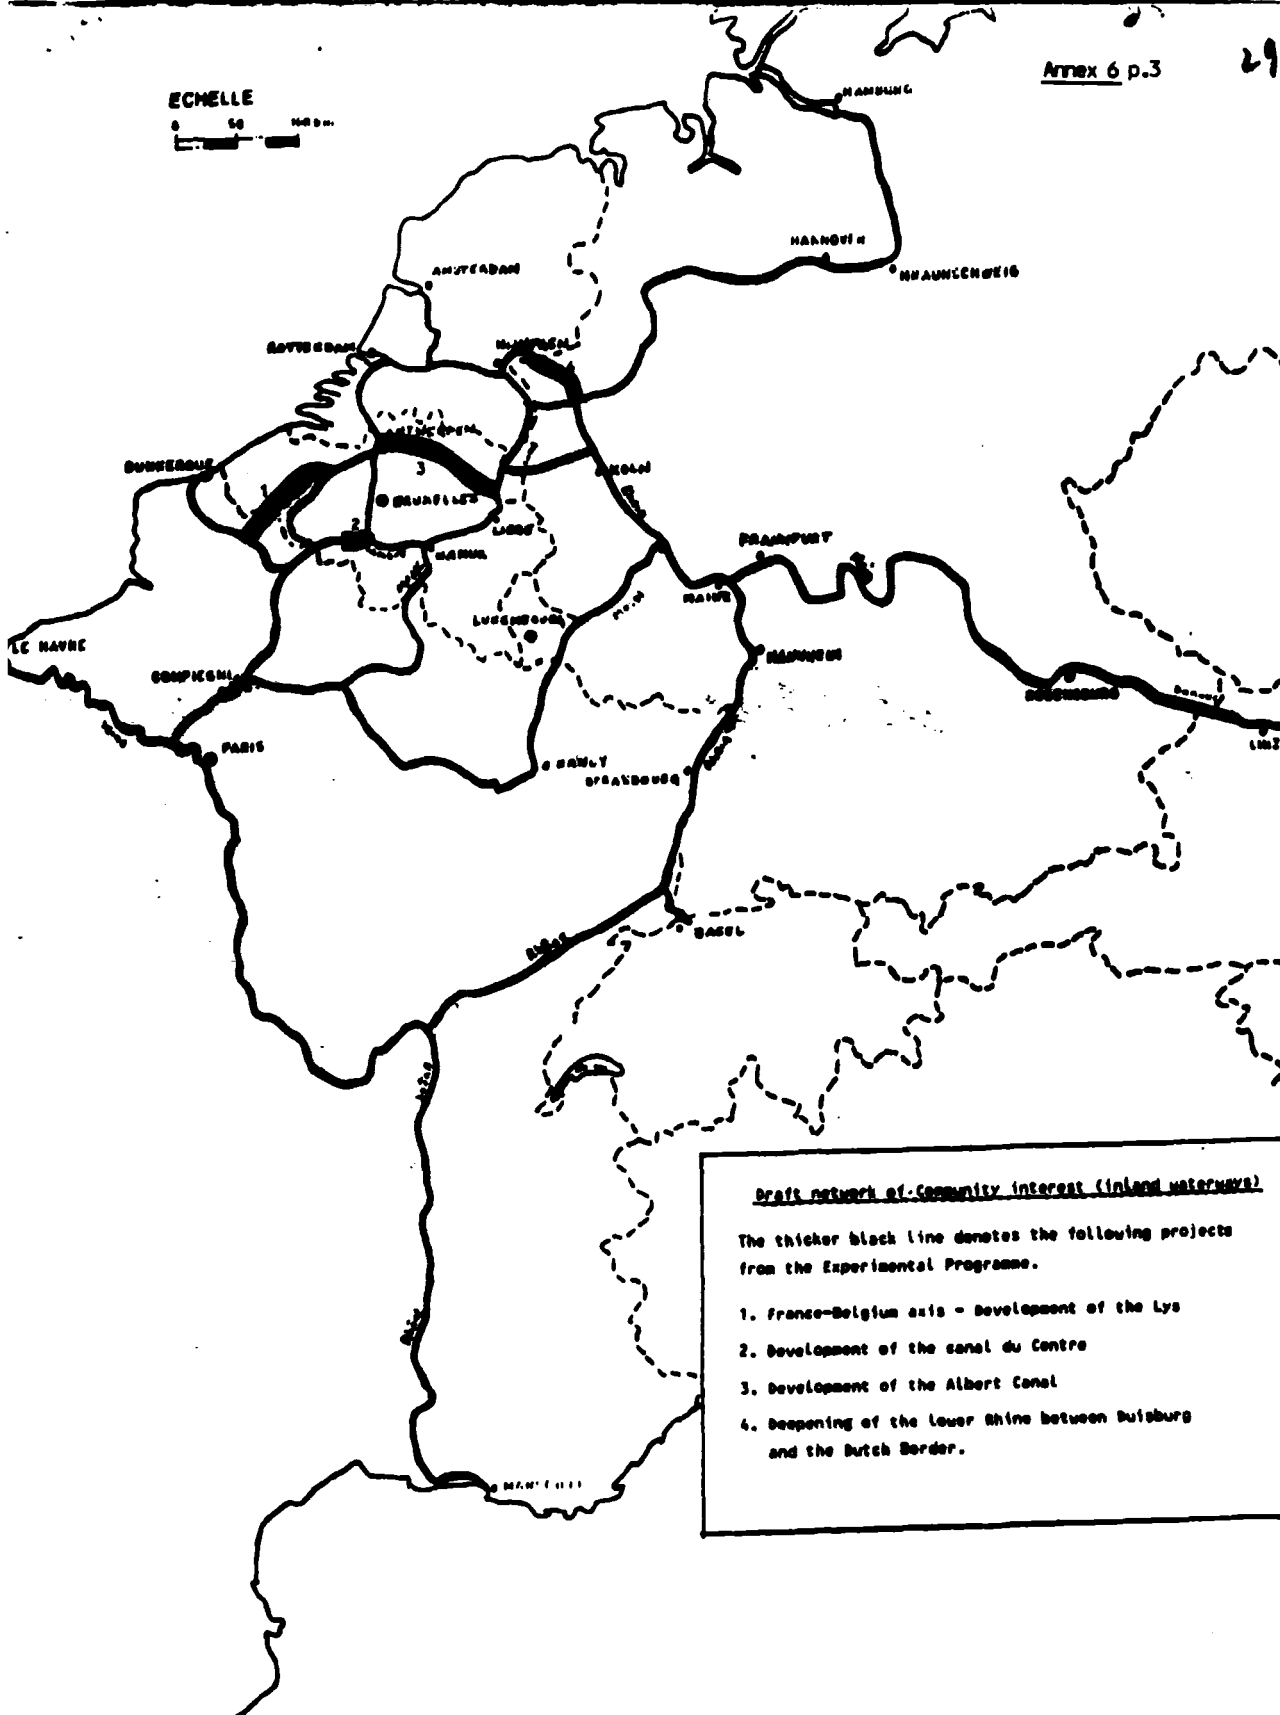 Annex 6 p.3
29
ECHELLE
0 50
HAMBURG
HANNOVER
BRAUNSCHWEIG
AMSTERDAM
ROTTERDAM
NIJMEGEN
ANTWERPEN
DUNKERQUE
1
3
KOLN
BRUXELLES
2
LIEGE
NAMUR
FRANKFURT
MAINZ
LUXEMBOURG
LE HAVRE
COMPIEGNE
MANNHEIM
REGENSBURG
LINZ
PARIS
NANCY
STRASBOURG
BASEL
Draft network of Community interest (inland waterways)
The thicker black line denotes the following projects
from the Experimental Programme.
1. France-Belgium axis - Development of the Lys
2. Development of the canal du Centre
3. Development of the Albert Canal
4. Deepening of the lower Rhine between Duisburg
and the Dutch Border.